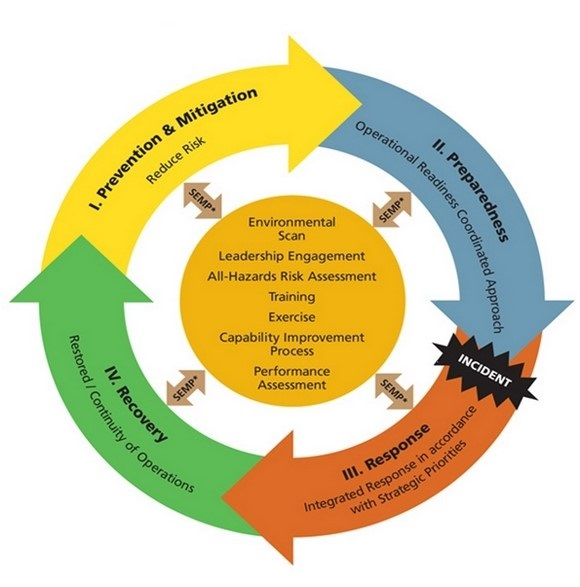 I. Prevention & Mitigation
Reduce Risk
II. Preparedness
Operational Readiness Coordinated Approach
INCIDENT
III. Response
Integrated Response in accordance
with Strategic Priorities
IV. Recovery
Restored / Continuity of Operations
SEMP*
SEMP*
SEMP*
SEMP*
Environmental
Scan
Leadership Engagement
All-Hazards Risk Assessment
Training
Exercise
Capability Improvement
Process
Performance
Assessment